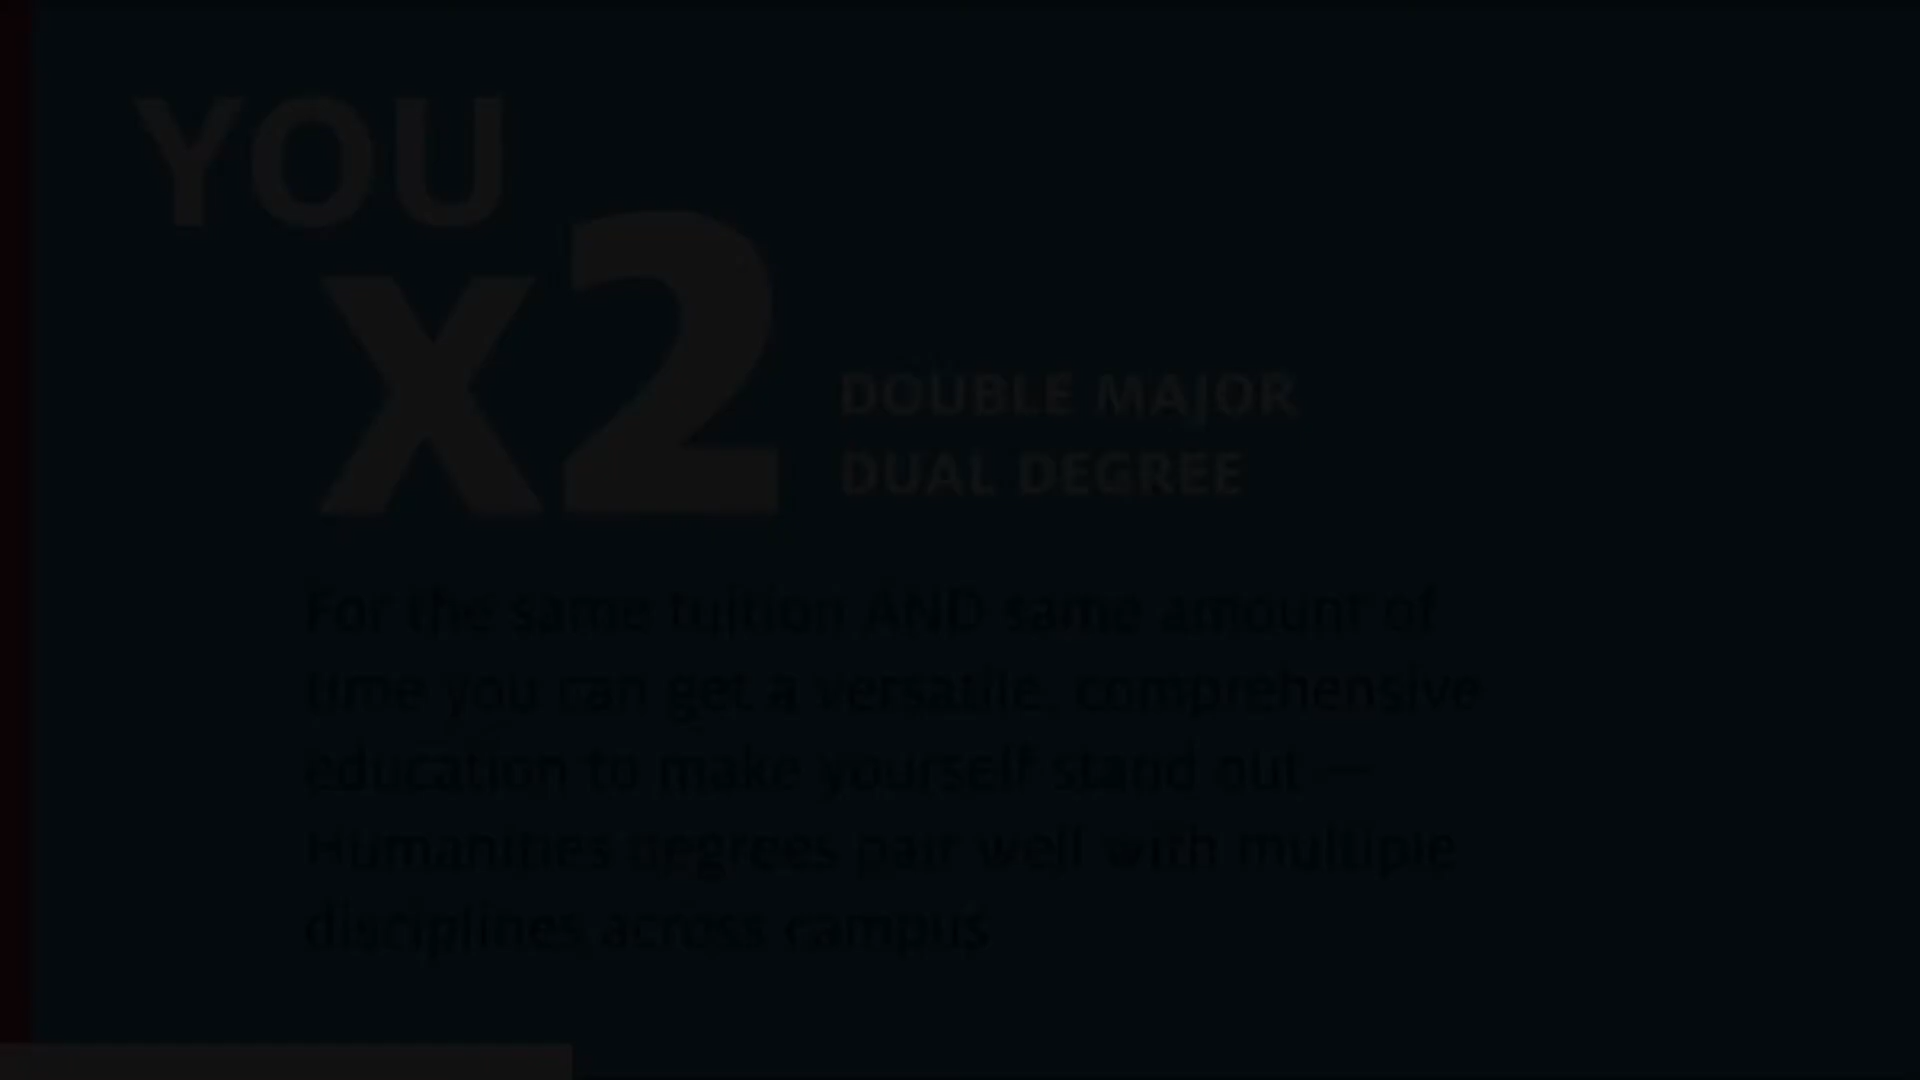 YOU
x2
DOUBLE MAJOR
DUAL DEGREE
For the same tuition AND same amount of
time you can get a versatile, comprehensive
education to make yourself stand out —
Humanities degrees pair well with multiple
disciplines across campus